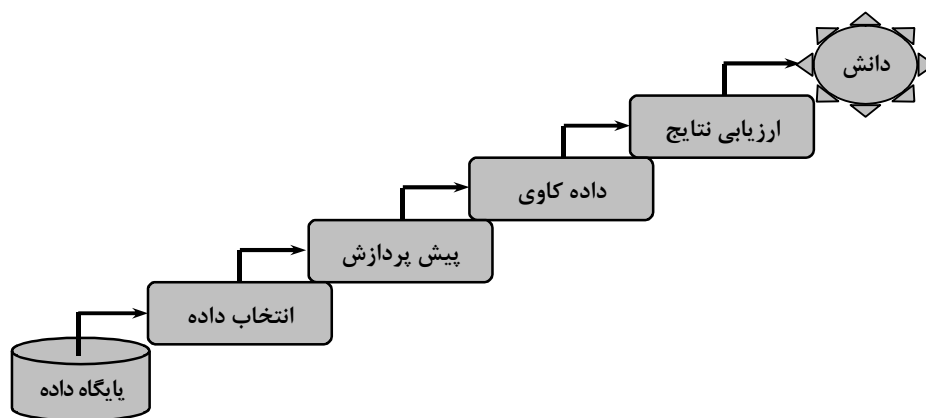 دانش
ارزیابی نتایج
داده کاوی
پیش پردازش
انتخاب داده
پایگاه داده